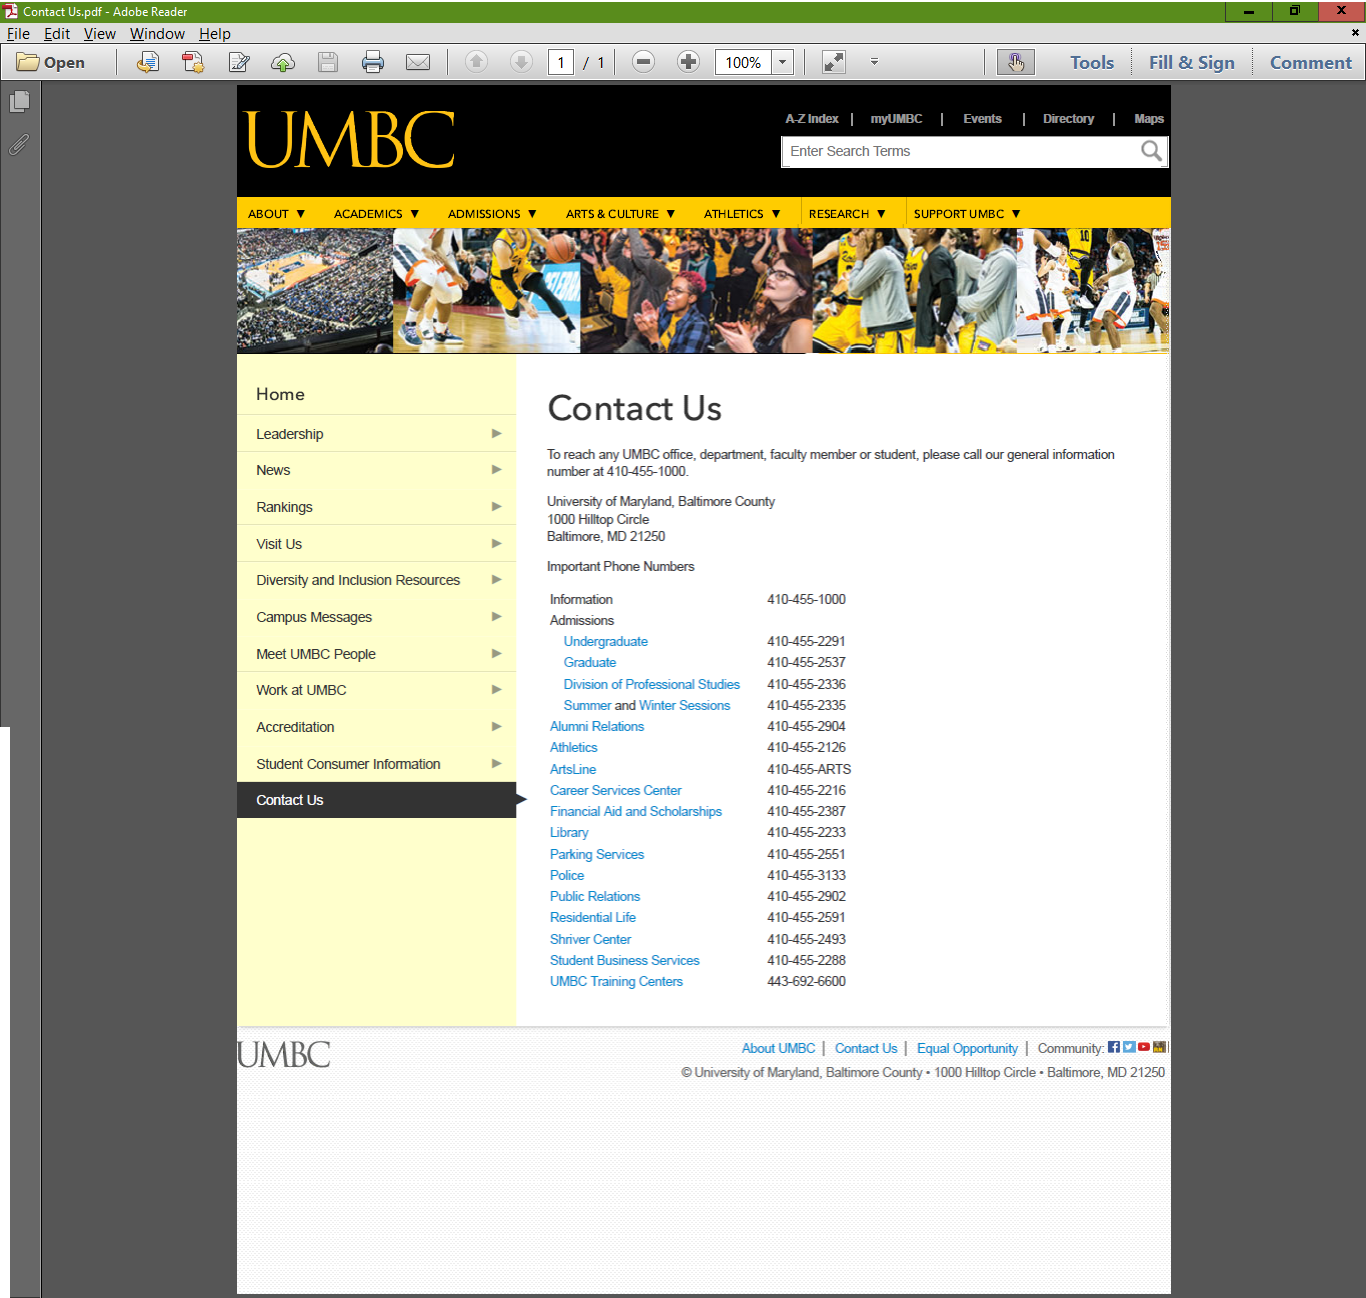 Contact Us.pdf - Adobe Reader
File Edit View Window Help
Open 1 / 1 100% Tools Fill & Sign Comment
UMBC
A-Z Index | myUMBC | Events | Directory | Maps
Enter Search Terms
ABOUT ▼ ACADEMICS ▼ ADMISSIONS ▼ ARTS & CULTURE ▼ ATHLETICS ▼ RESEARCH ▼ SUPPORT UMBC ▼
Home
Leadership
News
Rankings
Visit Us
Diversity and Inclusion Resources
Campus Messages
Meet UMBC People
Work at UMBC
Accreditation
Student Consumer Information
Contact Us
Contact Us
To reach any UMBC office, department, faculty member or student, please call our general information
number at 410-455-1000.
University of Maryland, Baltimore County
1000 Hilltop Circle
Baltimore, MD 21250
Important Phone Numbers
Information 410-455-1000
Admissions
Undergraduate 410-455-2291
Graduate 410-455-2537
Division of Professional Studies 410-455-2336
Summer and Winter Sessions 410-455-2335
Alumni Relations 410-455-2904
Athletics 410-455-2126
ArtsLine 410-455-ARTS
Career Services Center 410-455-2216
Financial Aid and Scholarships 410-455-2387
Library 410-455-2233
Parking Services 410-455-2551
Police 410-455-3133
Public Relations 410-455-2902
Residential Life 410-455-2591
Shriver Center 410-455-2493
Student Business Services 410-455-2288
UMBC Training Centers 443-692-6600
UMBC
About UMBC | Contact Us | Equal Opportunity | Community:
© University of Maryland, Baltimore County • 1000 Hilltop Circle • Baltimore, MD 21250